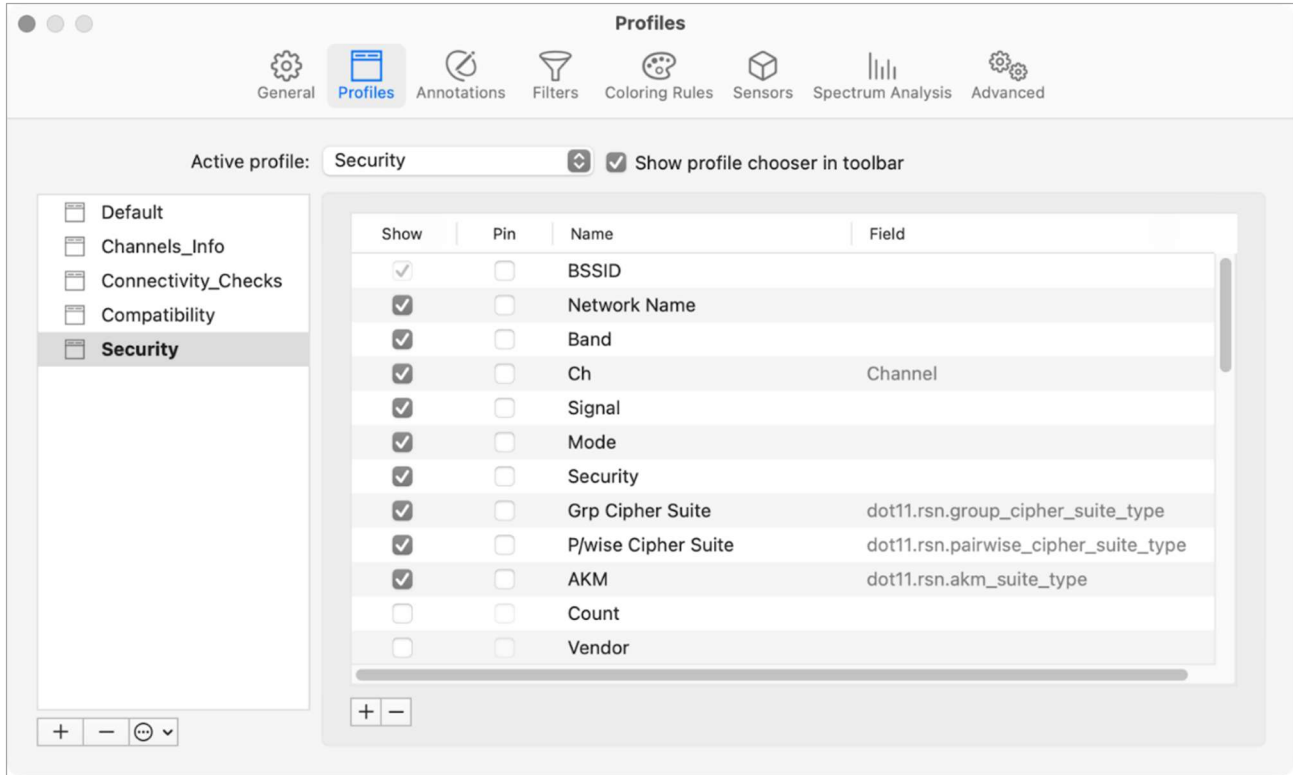 Profiles
General Profiles Annotations Filters Coloring Rules Sensors Spectrum Analysis Advanced
Active profile: Security Show profile chooser in toolbar
Default
Channels_Info
Connectivity_Checks
Compatibility
Security
Show Pin Name Field
BSSID
Network Name
Band
Ch Channel
Signal
Mode
Security
Grp Cipher Suite dot11.rsn.group_cipher_suite_type
P/wise Cipher Suite dot11.rsn.pairwise_cipher_suite_type
AKM dot11.rsn.akm_suite_type
Count
Vendor